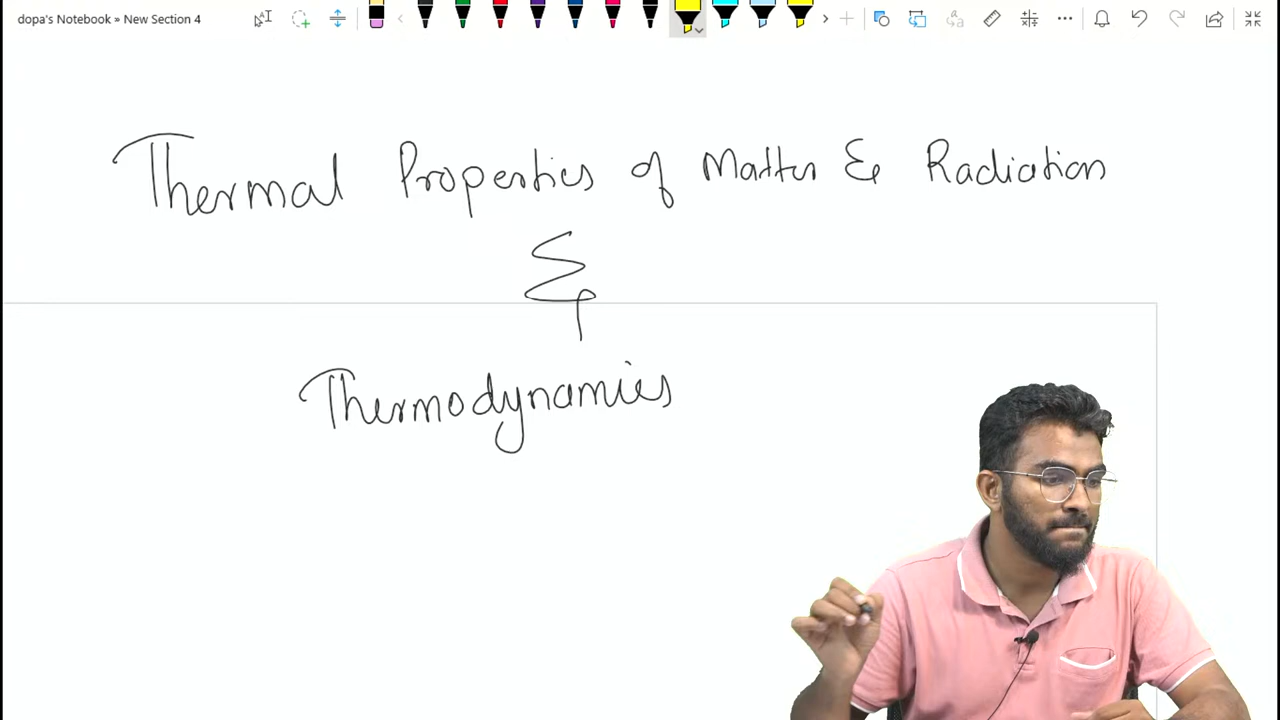 dopa's Notebook » New Section 4
Thermal Properties of Matter & Radiation
&
Thermodynamics